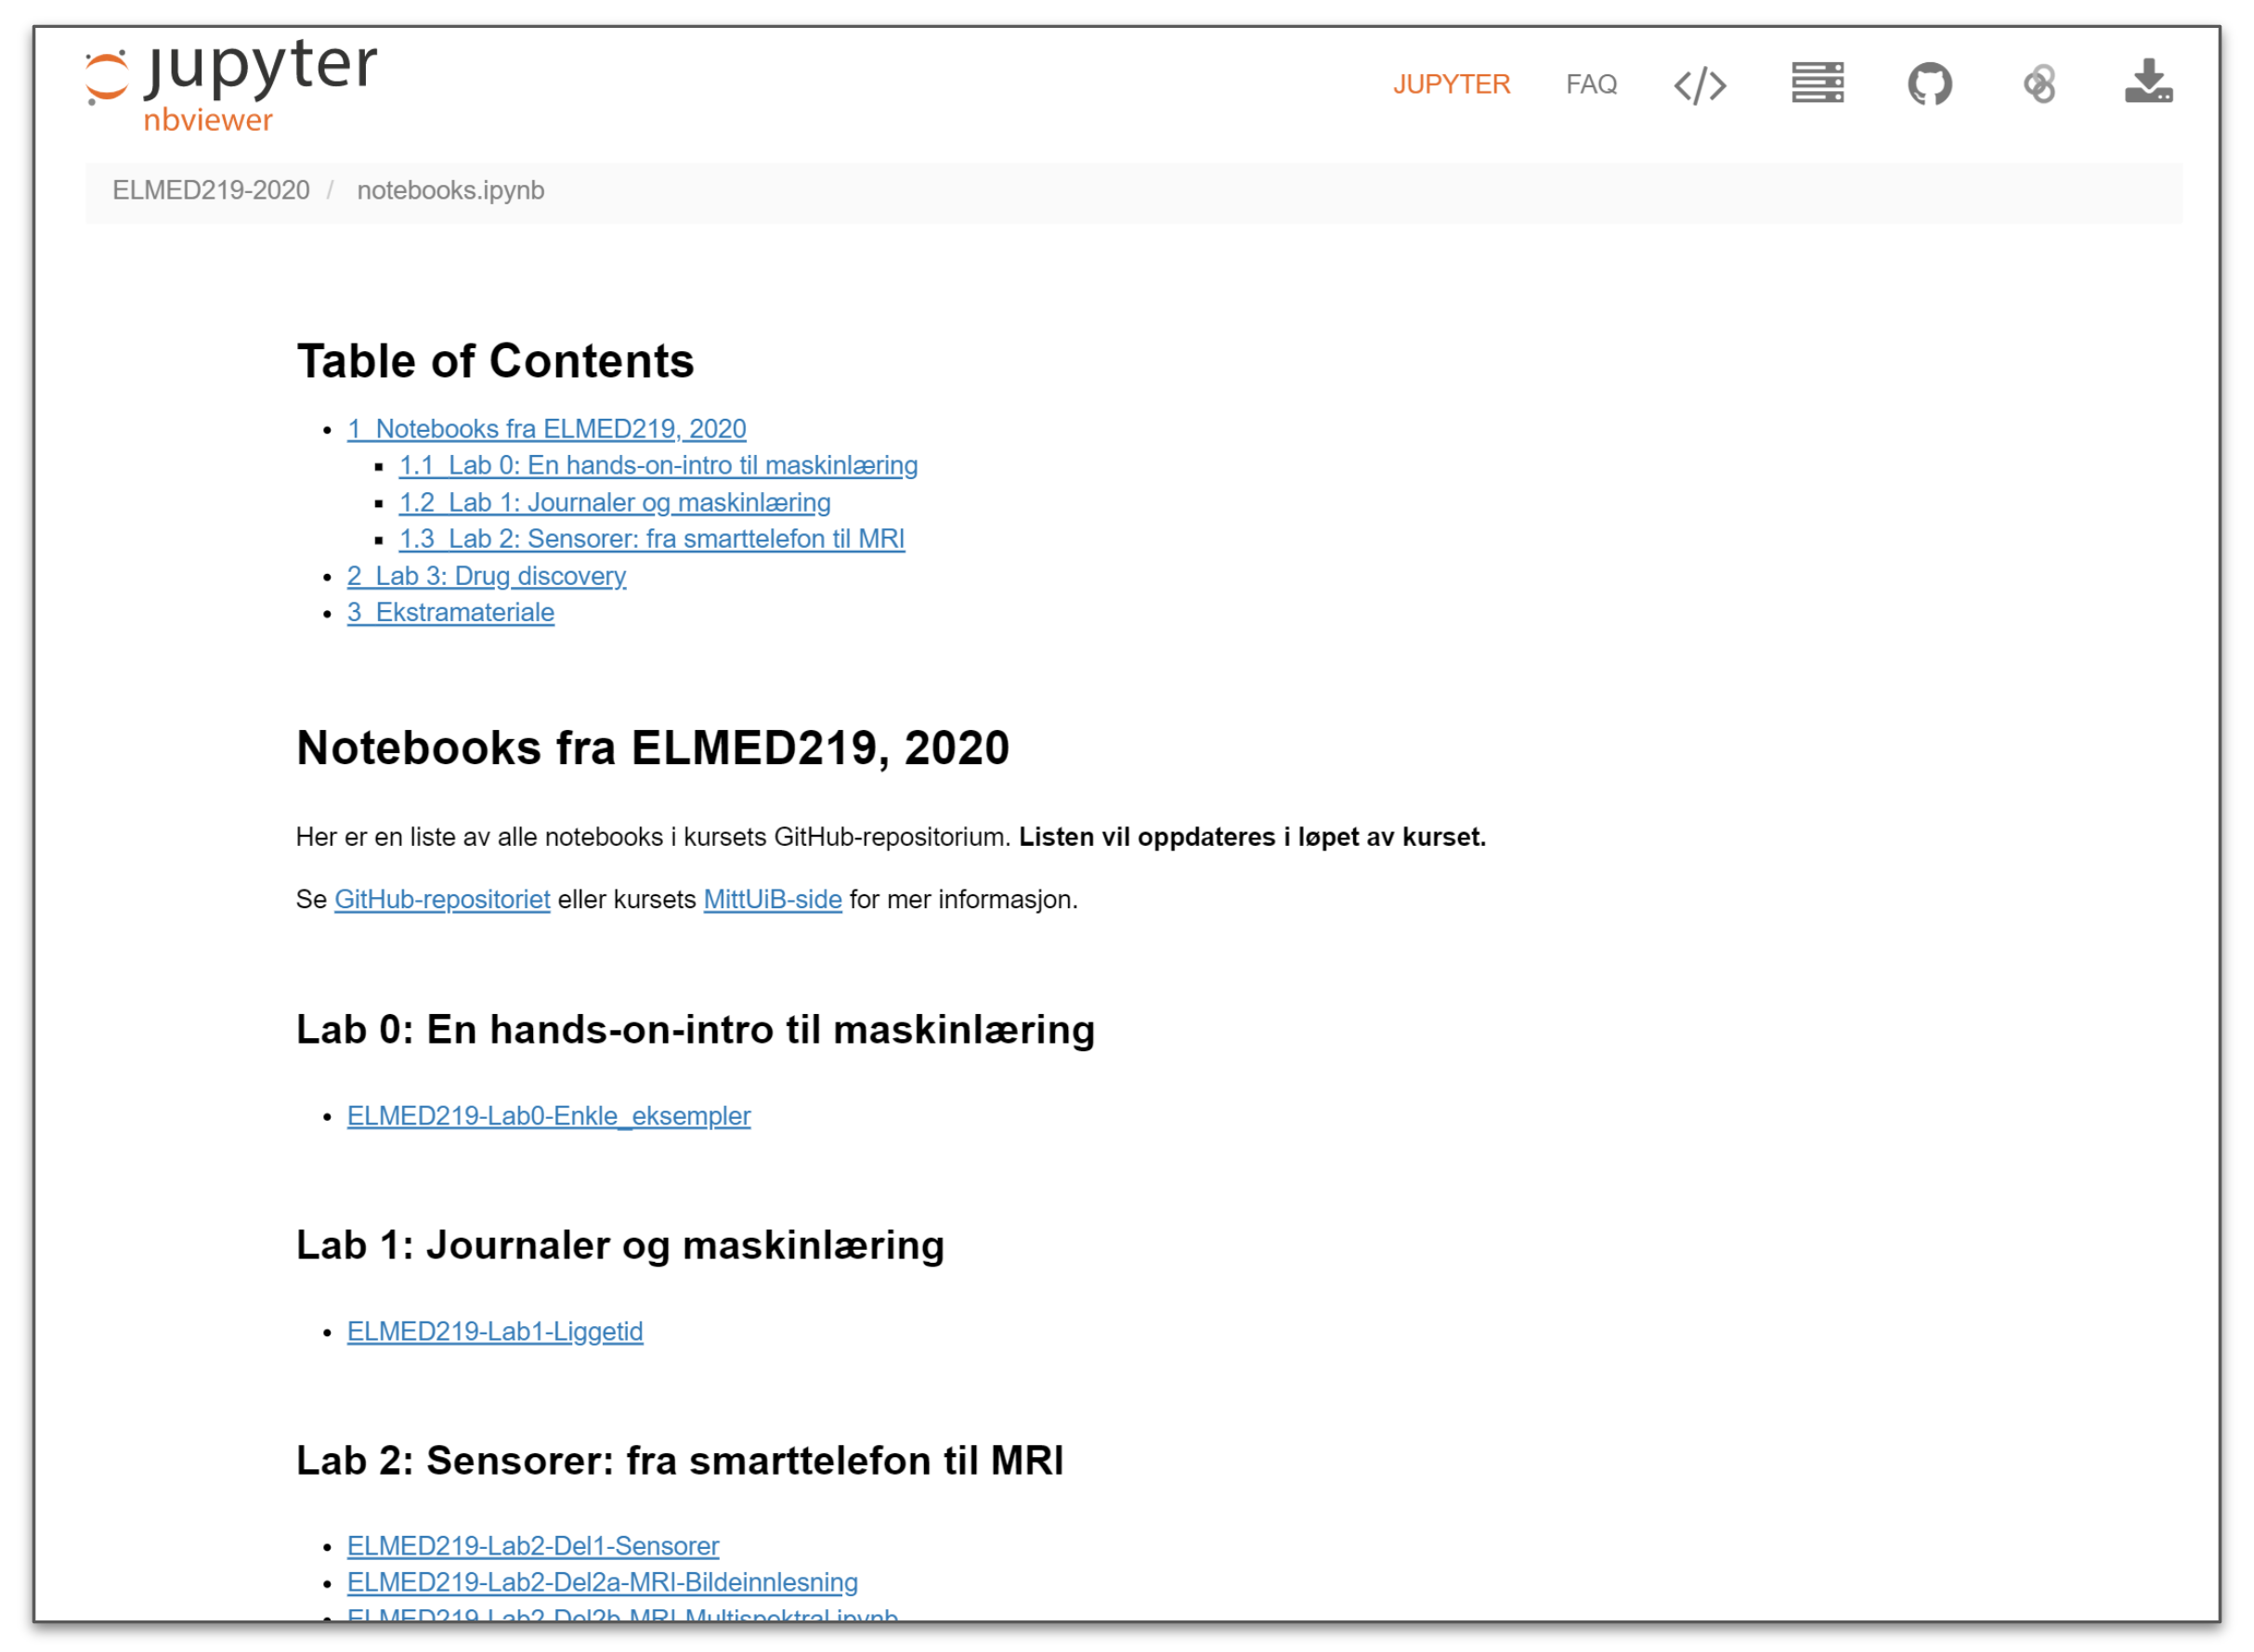 jupyter
nbviewer
JUPYTER FAQ </>
ELMED219-2020 / notebooks.ipynb
Table of Contents
1 Notebooks fra ELMED219, 2020
1.1 Lab 0: En hands-on-intro til maskinlæring
1.2 Lab 1: Journaler og maskinlæring
1.3 Lab 2: Sensorer: fra smarttelefon til MRI
2 Lab 3: Drug discovery
3 Ekstramateriale
Notebooks fra ELMED219, 2020
Her er en liste av alle notebooks i kursets GitHub-repositorium. Listen vil oppdateres i løpet av kurset.
Se GitHub-repositoriet eller kursets MittUiB-side for mer informasjon.
Lab 0: En hands-on-intro til maskinlæring
ELMED219-Lab0-Enkle_eksempler
Lab 1: Journaler og maskinlæring
ELMED219-Lab1-Liggetid
Lab 2: Sensorer: fra smarttelefon til MRI
ELMED219-Lab2-Del1-Sensorer
ELMED219-Lab2-Del2a-MRI-Bildeinnlesning
ELMED219-Lab2-Del2b-MRI-Multispektral.ipynb